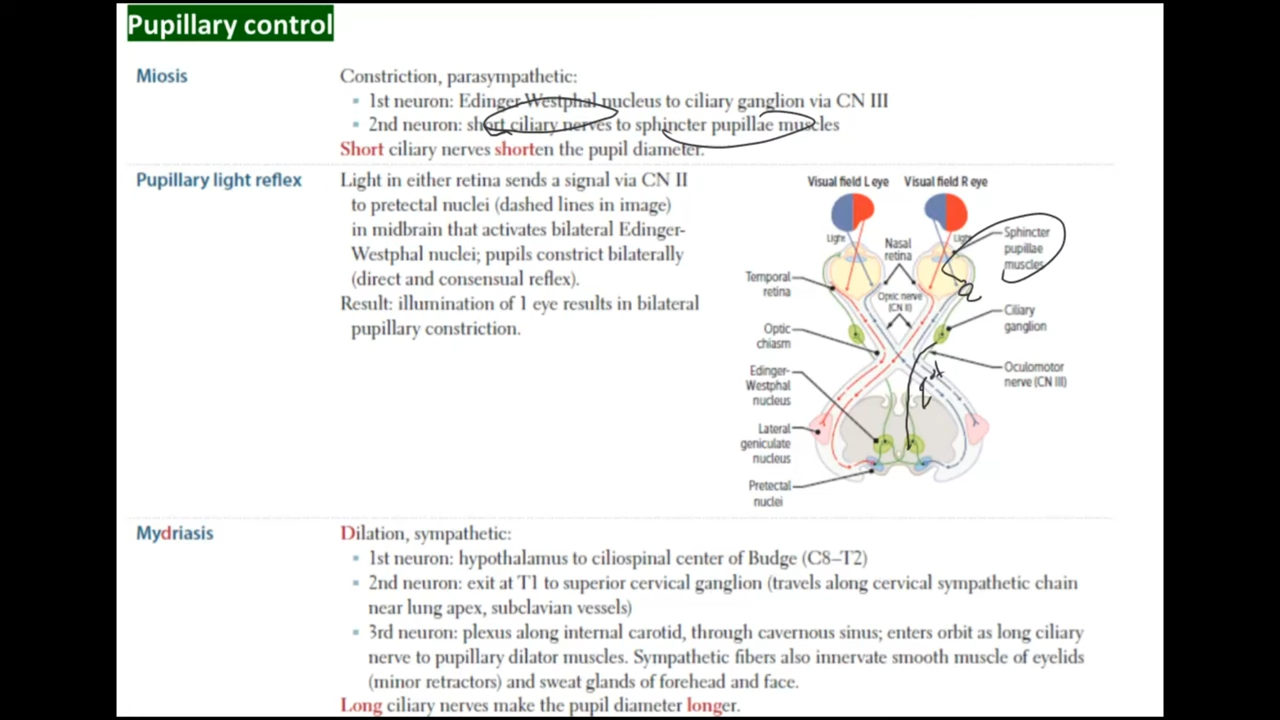 Pupillary control
Miosis
Constriction, parasympathetic:
▪ 1st neuron: Edinger-Westphal nucleus to ciliary ganglion via CN III
▪ 2nd neuron: short ciliary nerves to sphincter pupillae muscles
Short ciliary nerves shorten the pupil diameter.
Pupillary light reflex
Light in either retina sends a signal via CN II
to pretectal nuclei (dashed lines in image)
in midbrain that activates bilateral Edinger-
Westphal nuclei; pupils constrict bilaterally
(direct and consensual reflex).
Result: illumination of 1 eye results in bilateral
pupillary constriction.
Visual field L eye
Visual field R eye
Light
Light
Nasal
retina
Sphincter
pupillae
muscles
Temporal
retina
Optic nerve
(CN II)
Ciliary
ganglion
Optic
chiasm
Oculomotor
nerve (CN III)
Edinger-
Westphal
nucleus
Lateral
geniculate
nucleus
Pretectal
nuclei
Mydriasis
Dilation, sympathetic:
▪ 1st neuron: hypothalamus to ciliospinal center of Budge (C8–T2)
▪ 2nd neuron: exit at T1 to superior cervical ganglion (travels along cervical sympathetic chain
near lung apex, subclavian vessels)
▪ 3rd neuron: plexus along internal carotid, through cavernous sinus; enters orbit as long ciliary
nerve to pupillary dilator muscles. Sympathetic fibers also innervate smooth muscle of eyelids
(minor retractors) and sweat glands of forehead and face.
Long ciliary nerves make the pupil diameter longer.